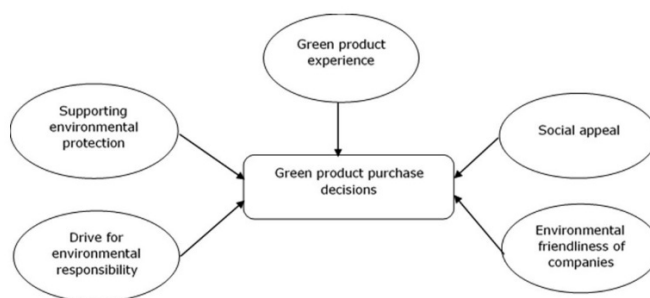 Green product
experience
Supporting
environmental
protection
Social appeal
Green product purchase
decisions
Drive for
environmental
responsibility
Environmental
friendliness of
companies